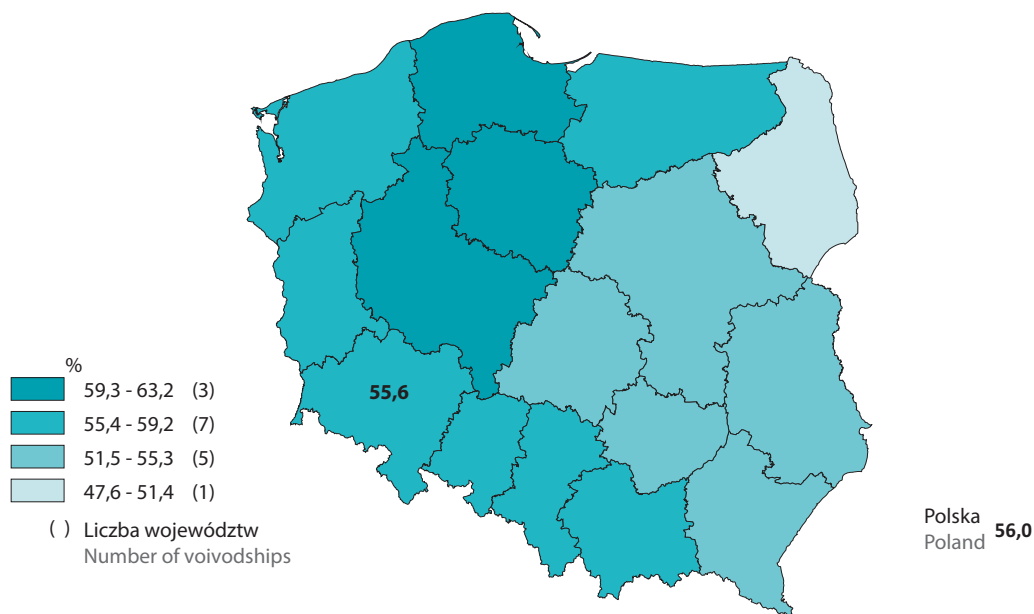 55,6
%
59,3 - 63,2 (3)
55,4 - 59,2 (7)
51,5 - 55,3 (5)
47,6 - 51,4 (1)
( ) Liczba województw
Number of voivodships
Polska
Poland 56,0